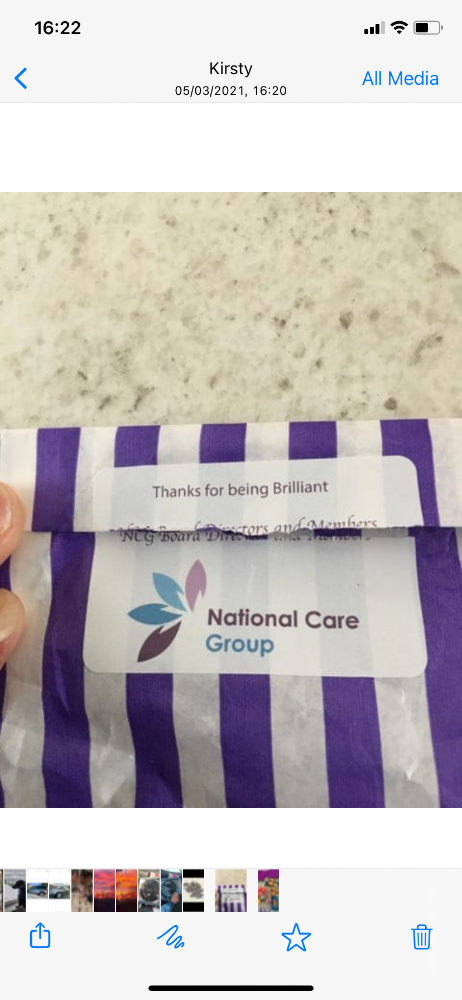 16:22
Kirsty
05/03/2021, 16:20
All Media
Thanks for being Brilliant
NCG Board Directors and Members
National Care
Group